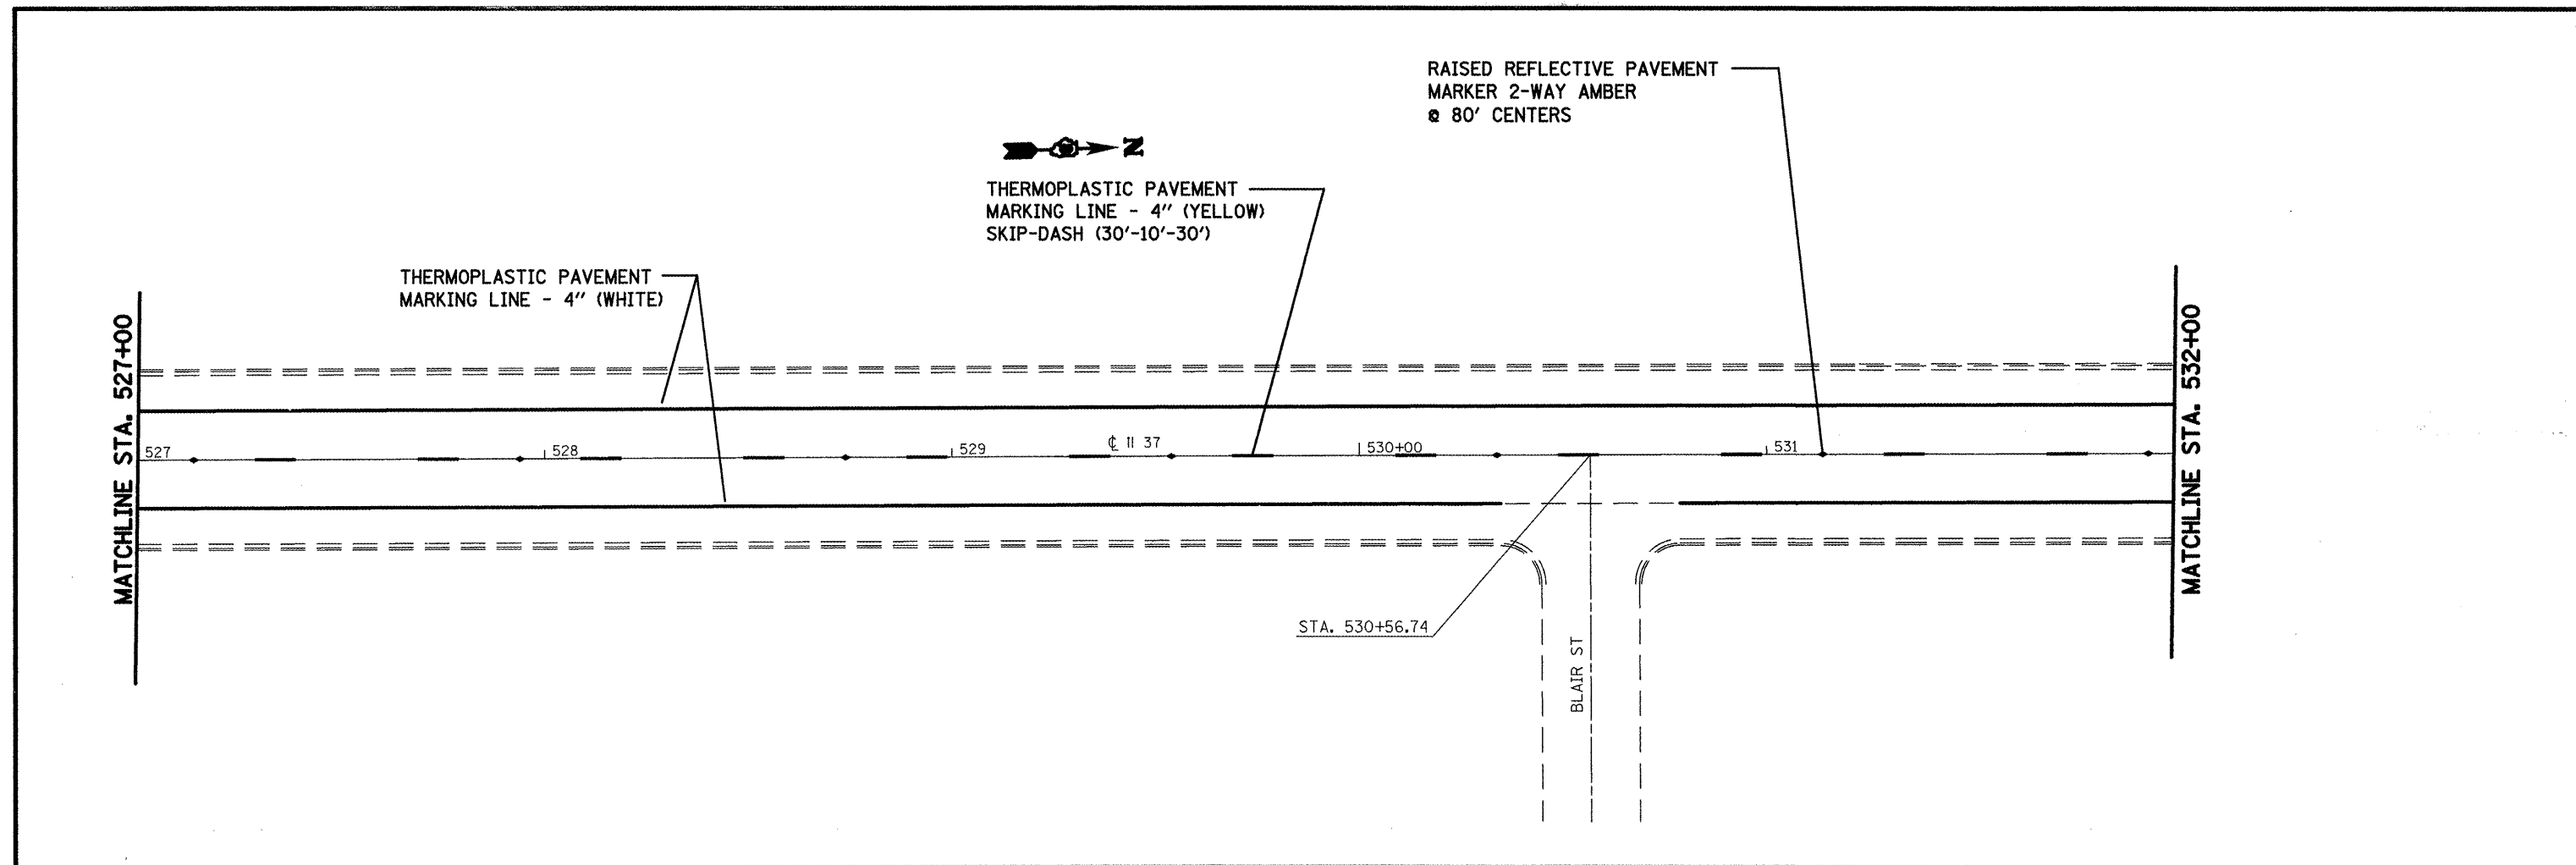 RAISED REFLECTIVE PAVEMENT
MARKER 2-WAY AMBER
@ 80' CENTERS
N
THERMOPLASTIC PAVEMENT
MARKING LINE - 4" (YELLOW)
SKIP-DASH (30'-10'-30')
THERMOPLASTIC PAVEMENT
MARKING LINE - 4" (WHITE)
MATCHLINE STA. 527+00
MATCHLINE STA. 532+00
527
528
529
℄ Il 37
530+00
531
STA. 530+56.74
BLAIR ST